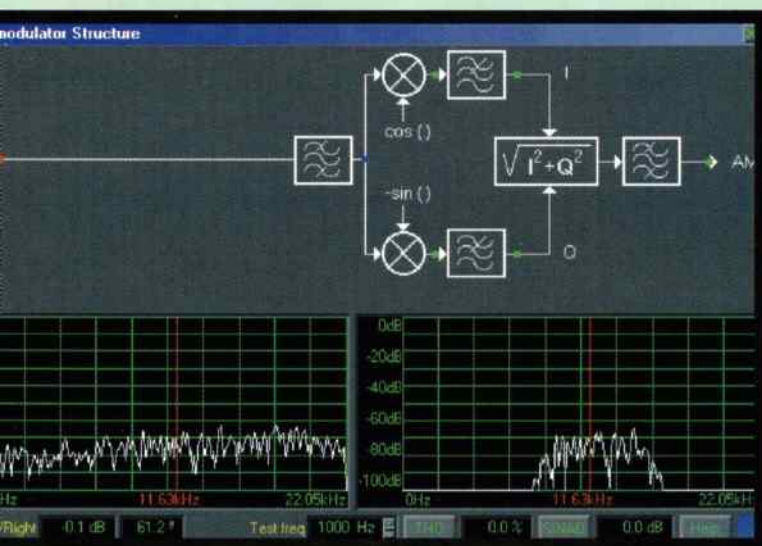 modulator Structure
I
cos ()
√I²+Q²
AM
-sin ()
Q
0dB
-20dB
-40dB
-60dB
-80dB
-100dB
Hz 11.63kHz 22.05kHz
0Hz 11.63kHz 22.05kHz
/Right -0.1 dB 61.2 ° Test freq 1000 Hz THD 0.0 % SINAD 0.0 dB Help